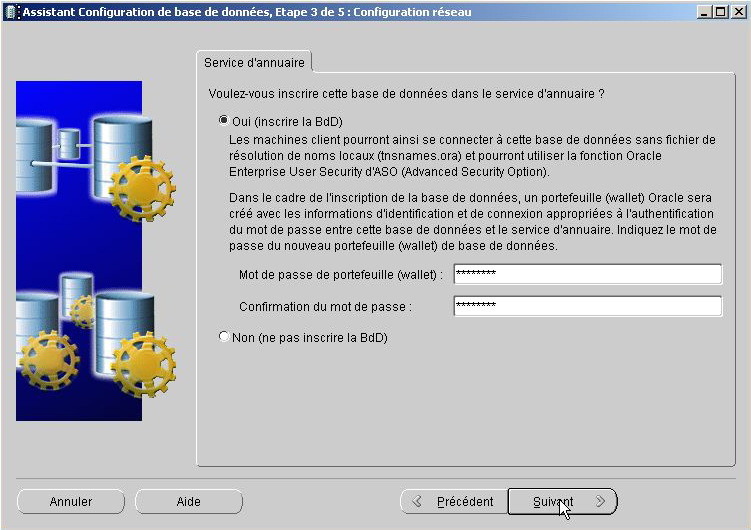 Assistant Configuration de base de données, Etape 3 de 5 : Configuration réseau
Service d'annuaire
Voulez-vous inscrire cette base de données dans le service d'annuaire ?
Oui (inscrire la BdD)
Les machines client pourront ainsi se connecter à cette base de données sans fichier de
résolution de noms locaux (tnsnames.ora) et pourront utiliser la fonction Oracle
Enterprise User Security d'ASO (Advanced Security Option).
Dans le cadre de l'inscription de la base de données, un portefeuille (wallet) Oracle sera
créé avec les informations d'identification et de connexion appropriées à l'authentification
du mot de passe entre cette base de données et le service d'annuaire. Indiquez le mot de
passe du nouveau portefeuille (wallet) de base de données.
Mot de passe de portefeuille (wallet) : ********
Confirmation du mot de passe : ********
Non (ne pas inscrire la BdD)
Annuler Aide Précédent Suivant